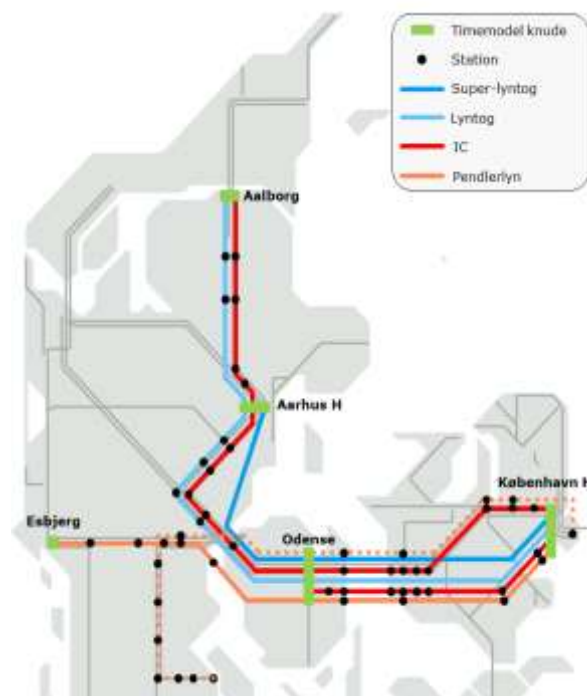 Timemodel knude
Station
Super-lyntog
Lyntog
IC
Pendlerlyn
Aalborg
Aarhus H
København H
Esbjerg
Odense